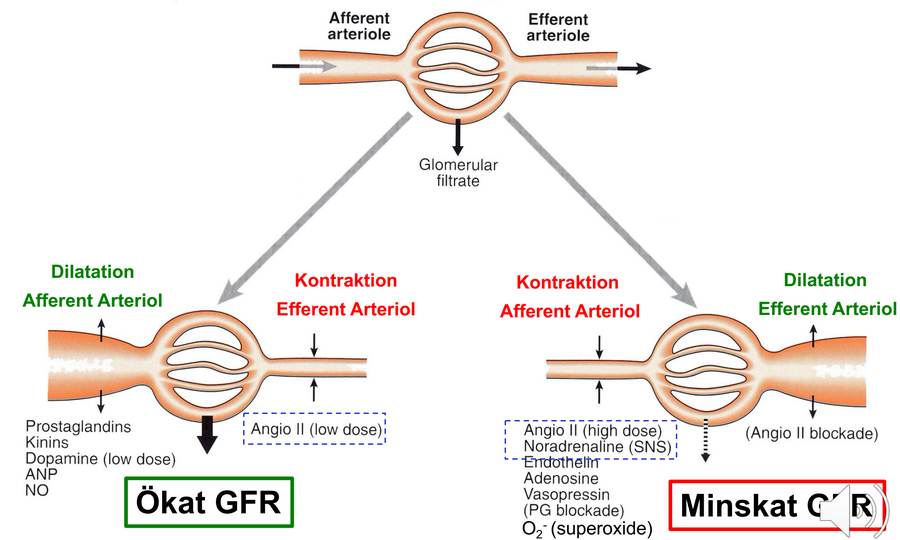 Afferent
arteriole
Efferent
arteriole
Glomerular
filtrate
Dilatation
Afferent Arteriol
Kontraktion
Efferent Arteriol
Prostaglandins
Kinins
Dopamine (low dose)
ANP
NO
Angio II (low dose)
Ökat GFR
Kontraktion
Afferent Arteriol
Dilatation
Efferent Arteriol
Angio II (high dose)
Noradrenaline (SNS)
Endothelin
Adenosine
Vasopressin
(PG blockade)
O₂⁻ (superoxide)
(Angio II blockade)
Minskat GFR